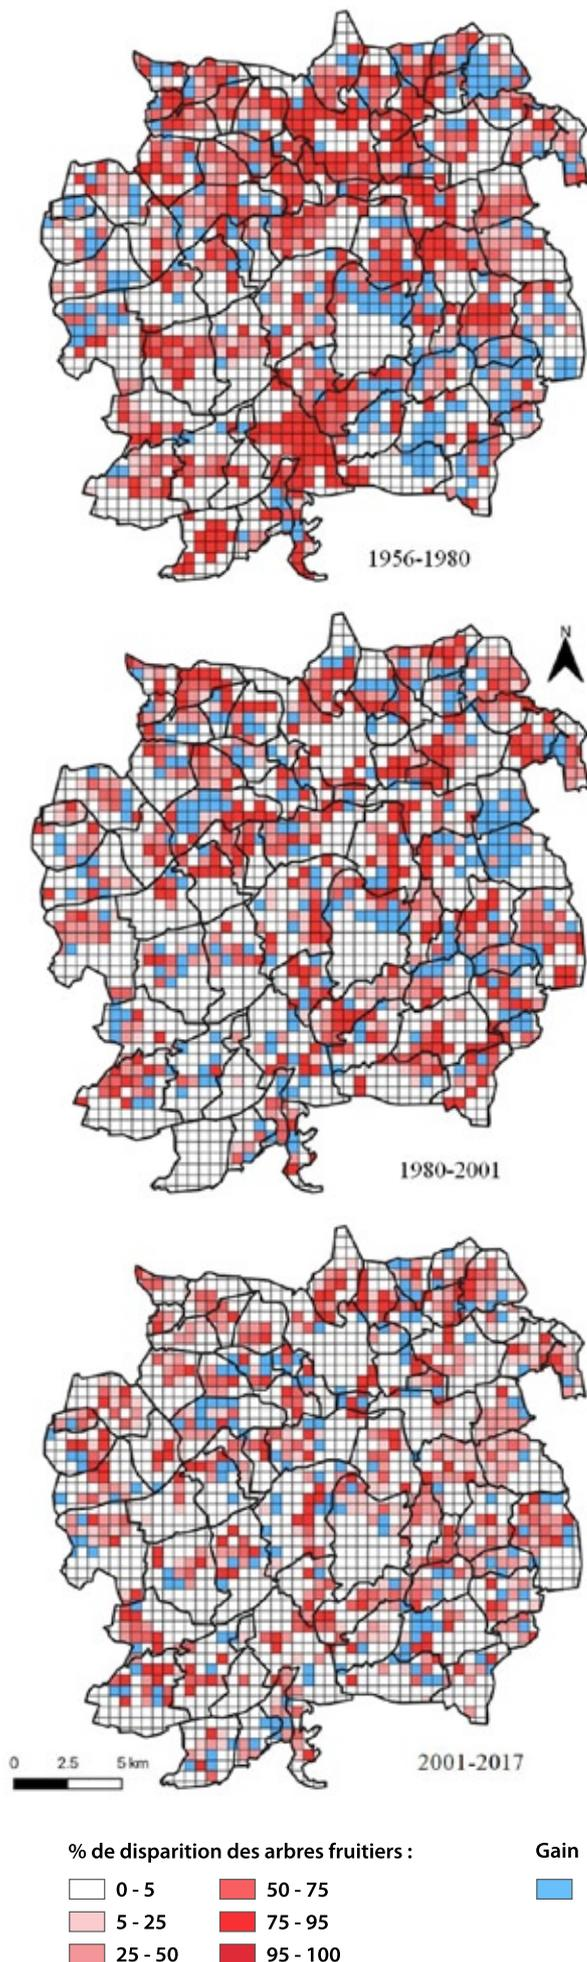 1956-1980
N
1980-2001
0 2.5 5 km
2001-2017
% de disparition des arbres fruitiers : Gain
0 - 5 50 - 75
5 - 25 75 - 95
25 - 50 95 - 100